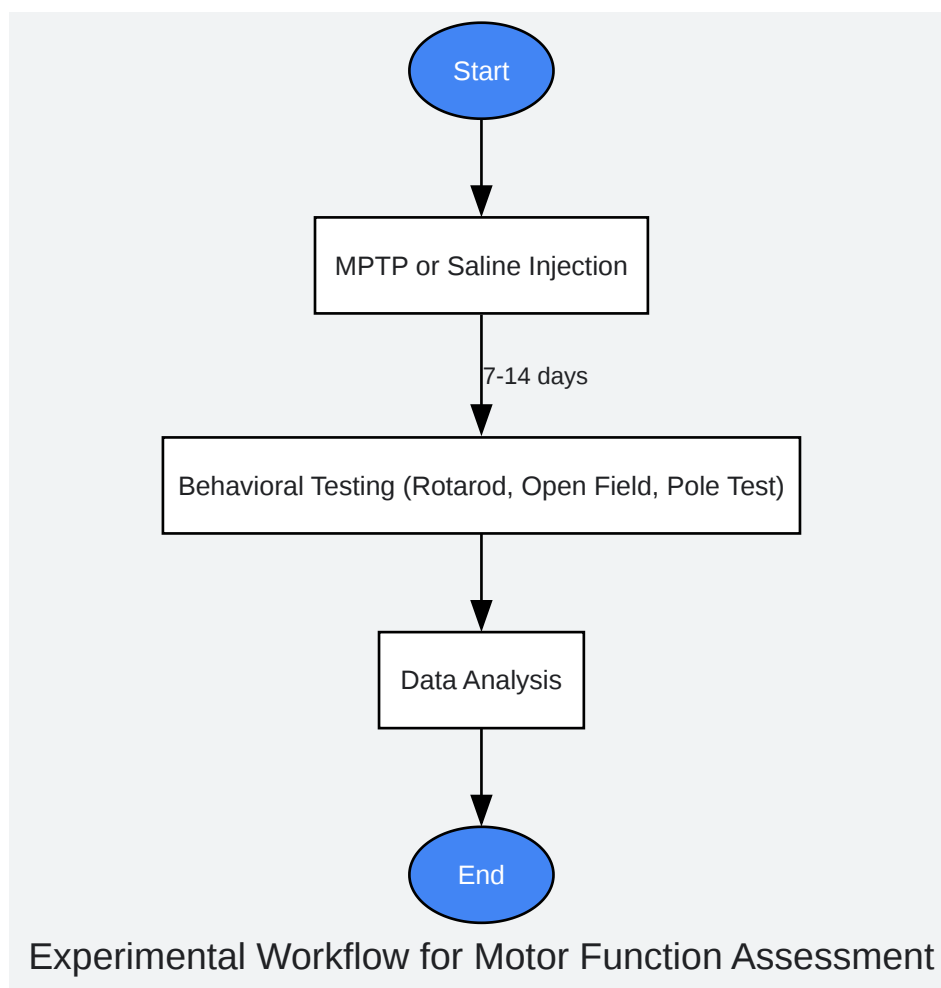 Start
MPTP or Saline Injection
7-14 days
Behavioral Testing (Rotarod, Open Field, Pole Test)
Data Analysis
End
Experimental Workflow for Motor Function Assessment